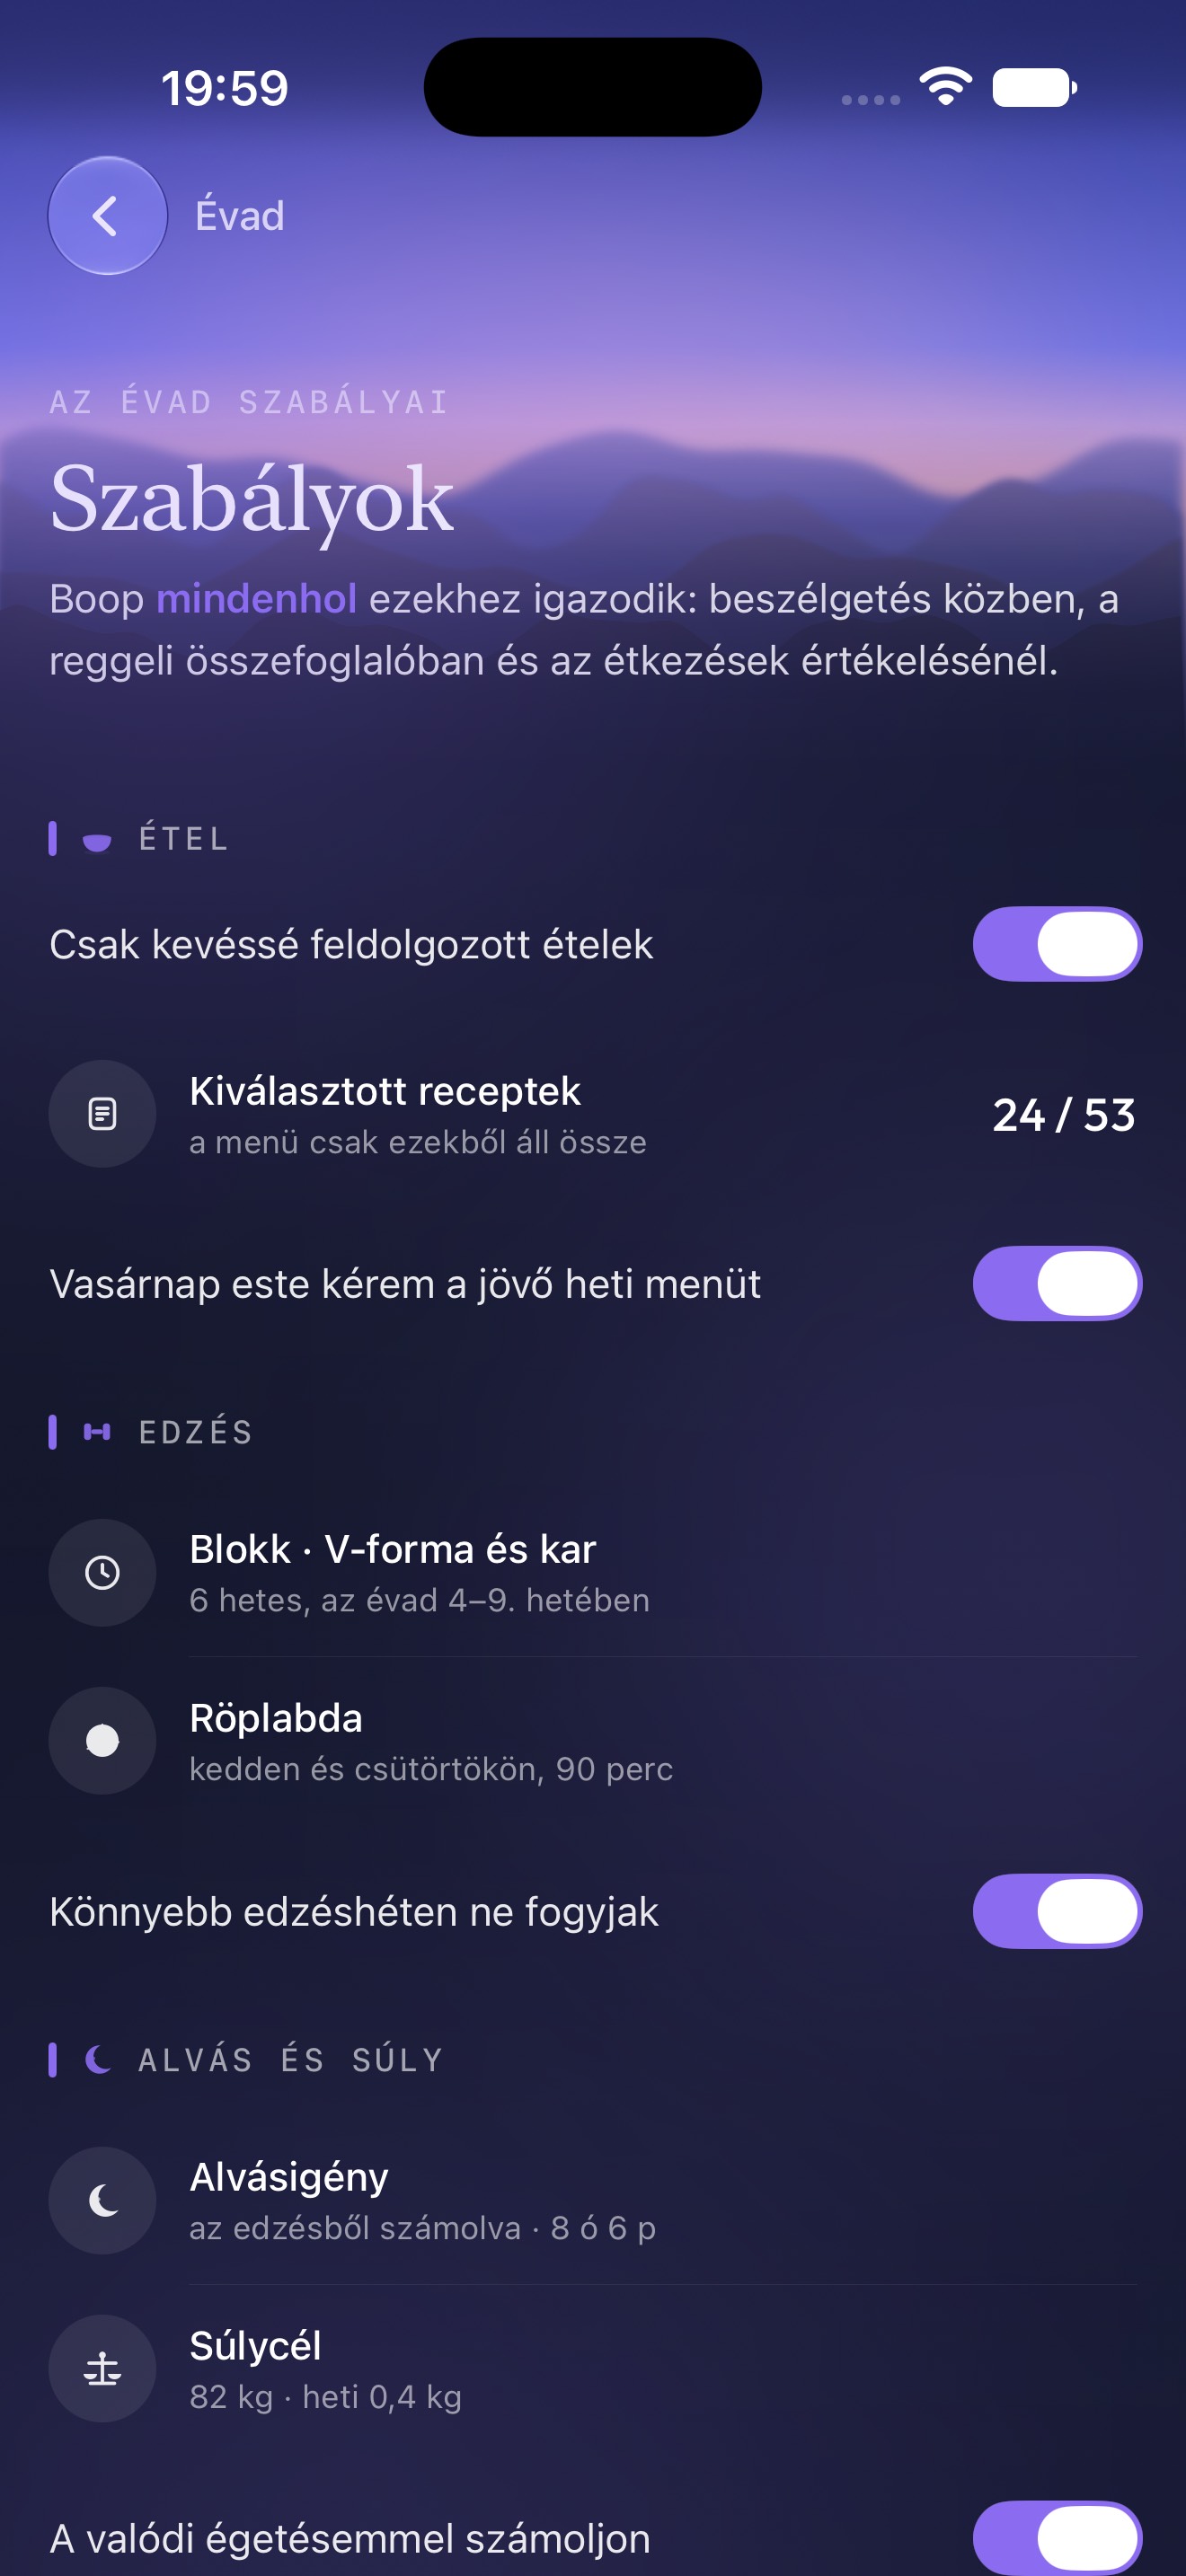 19:59
Évad
AZ ÉVAD SZABÁLYAI
Szabályok
Boop mindenhol ezekhez igazodik: beszélgetés közben, a
reggeli összefoglalóban és az étkezések értékelésénél.
ÉTEL
Csak kevéssé feldolgozott ételek
Kiválasztott receptek
a menü csak ezekből áll össze
24 / 53
Vasárnap este kérem a jövő heti menüt
EDZÉS
Blokk · V-forma és kar
6 hetes, az évad 4–9. hetében
Röplabda
kedden és csütörtökön, 90 perc
Könnyebb edzéshéten ne fogyjak
ALVÁS ÉS SÚLY
Alvásigény
az edzésből számolva · 8 ó 6 p
Súlycél
82 kg · heti 0,4 kg
A valódi égetésemmel számoljon